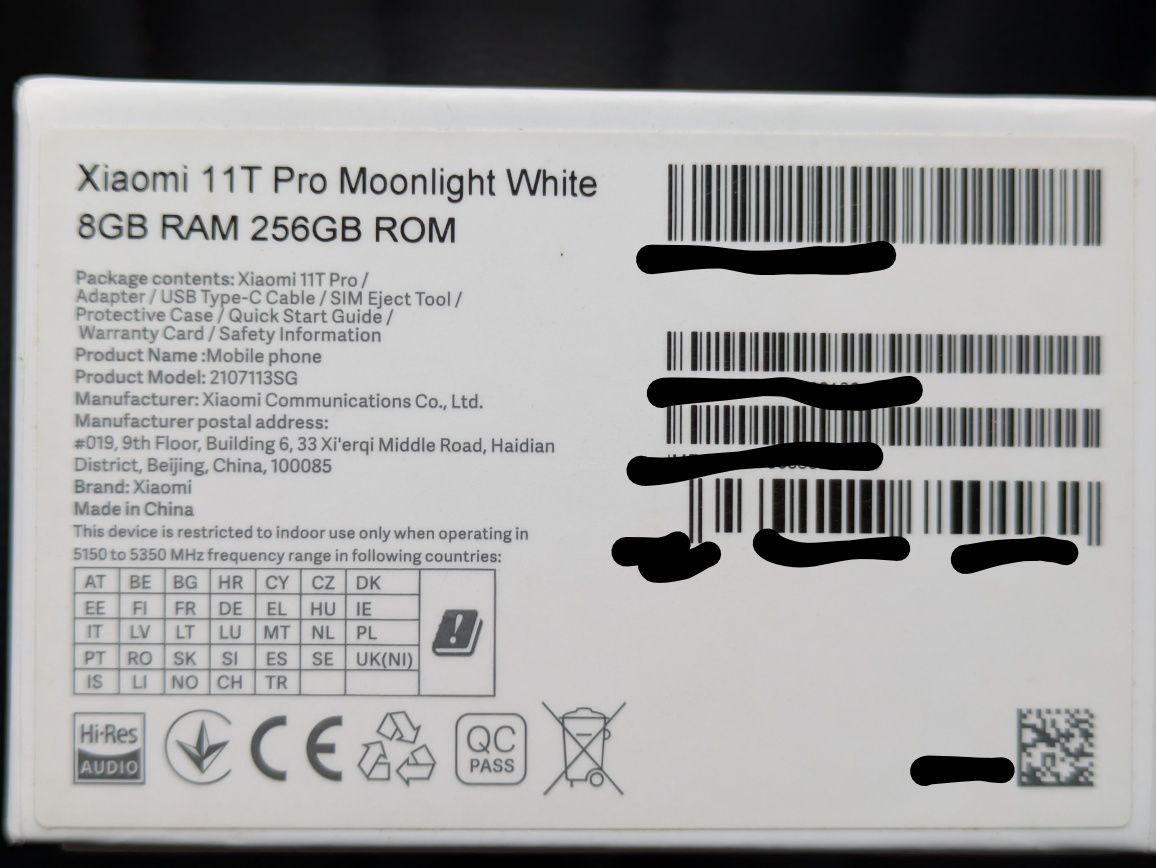 Xiaomi 11T Pro Moonlight White
8GB RAM 256GB ROM
Package contents: Xiaomi 11T Pro /
Adapter / USB Type-C Cable / SIM Eject Tool /
Protective Case / Quick Start Guide /
Warranty Card / Safety Information
Product Name :Mobile phone
Product Model: 2107113SG
Manufacturer: Xiaomi Communications Co., Ltd.
Manufacturer postal address:
#019, 9th Floor, Building 6, 33 Xi'erqi Middle Road, Haidian
District, Beijing, China, 100085
Brand: Xiaomi
Made in China
This device is restricted to indoor use only when operating in
5150 to 5350 MHz frequency range in following countries:
AT BE BG HR CY CZ DK
EE FI FR DE EL HU IE
IT LV LT LU MT NL PL
PT RO SK SI ES SE UK(NI)
IS LI NO CH TR
Hi-Res
AUDIO
CE
QC
PASS